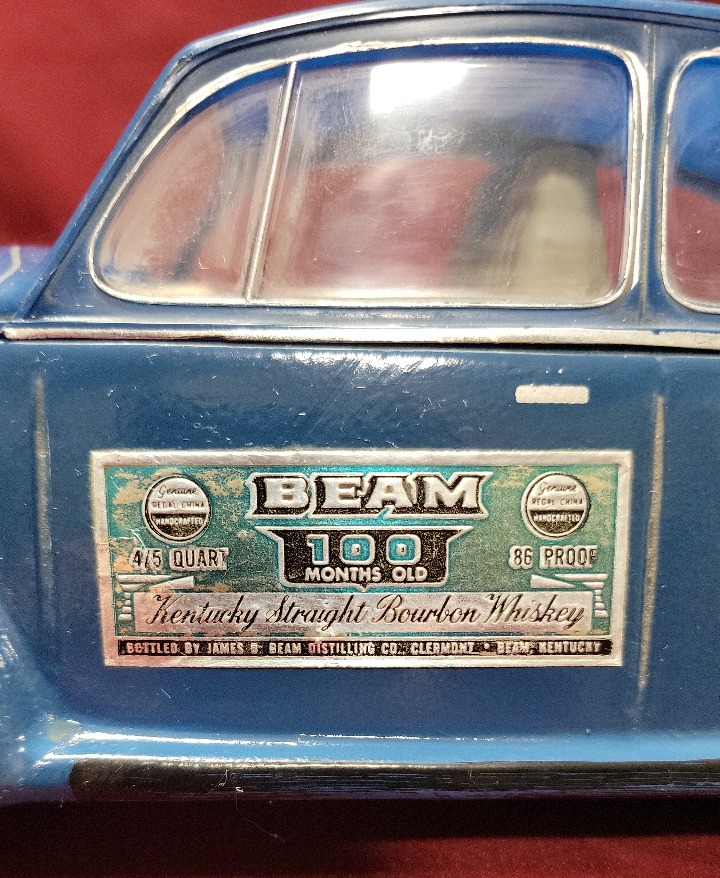 Genuine
REGAL CHINA
HANDCRAFTED
BEAM
Genuine
REGAL CHINA
HANDCRAFTED
100
MONTHS OLD
4/5 QUART
86 PROOF
Kentucky Straight Bourbon Whiskey
BOTTLED BY JAMES B. BEAM DISTILLING CO. CLERMONT • BEAM, KENTUCKY